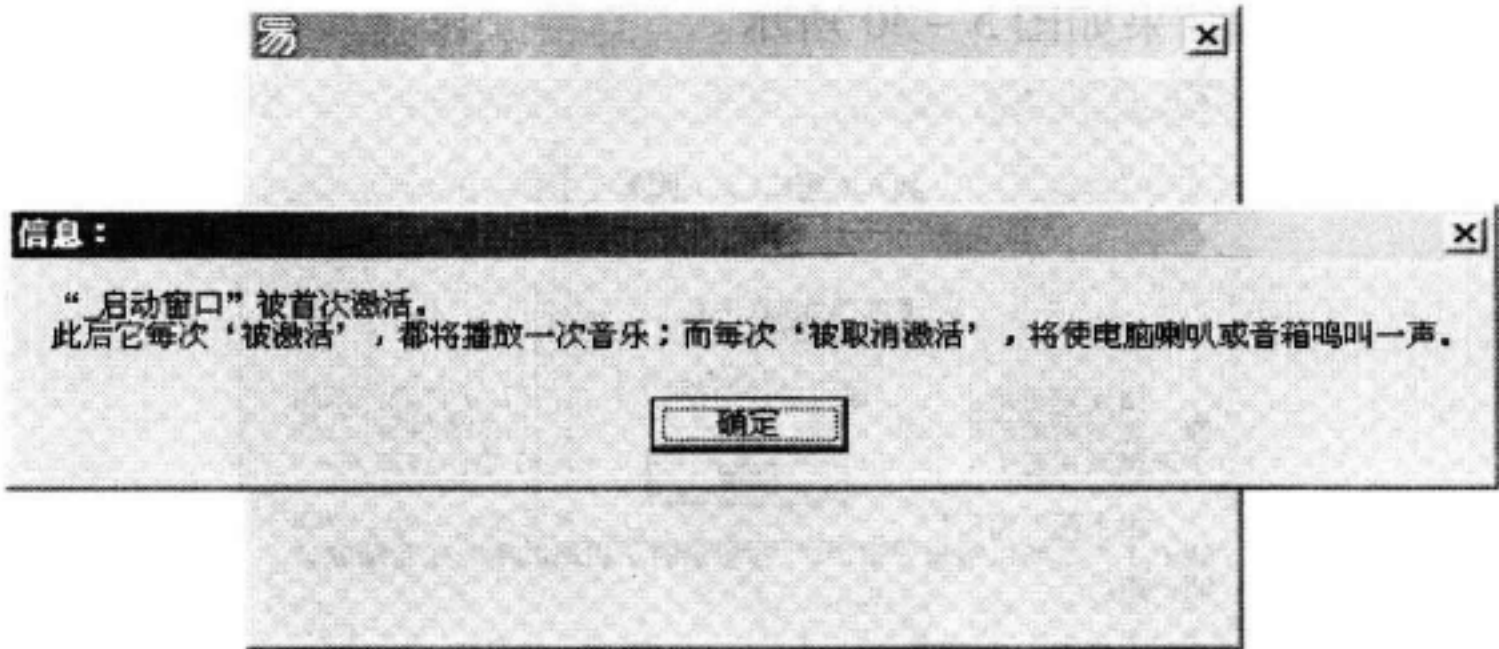 易
信息：
“_启动窗口”被首次激活。
此后它每次‘被激活’，都将播放一次音乐；而每次‘被取消激活’，将使电脑喇叭或音箱鸣叫一声。
确定